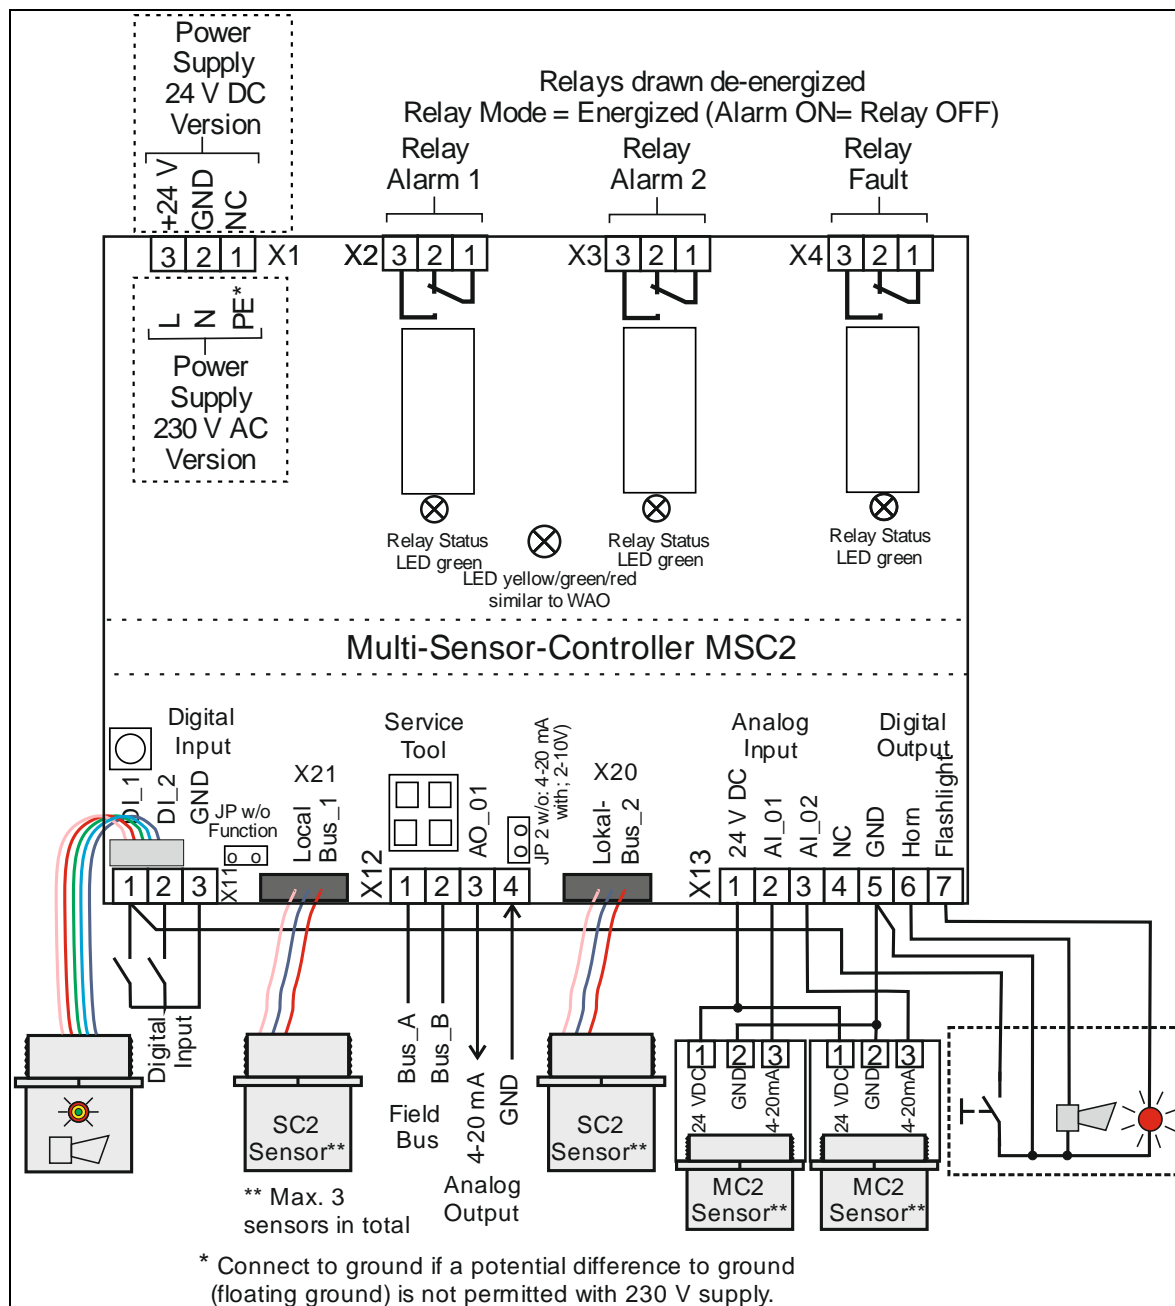 Power
Supply
24 V DC
Version
+24 V
GND
NC
Relays drawn de-energized
Relay Mode = Energized (Alarm ON= Relay OFF)
Relay
Alarm 1
Relay
Alarm 2
Relay
Fault
3 2 1 X1
X2 3 2 1
X3 3 2 1
X4 3 2 1
L
N
PE*
Power
Supply
230 V AC
Version
Relay Status
LED green
LED yellow/green/red
similar to WAO
Relay Status
LED green
Relay Status
LED green
Multi-Sensor-Controller MSC2
Digital
Input
DI_1
DI_2
GND
JP w/o
Function
X11
X21
Local
Bus_1
Service
Tool
X12
AO_01
JP 2 w/o: 4-20 mA
with; 2-10V)
X20
Lokal-
Bus_2
Analog
Input
Digital
Output
X13
24 V DC
AI_01
AI_02
NC
GND
Horn
Flashlight
1 2 3
1 2 3 4
1 2 3 4 5 6 7
Digital
Input
Bus_A
Bus_B
4-20 mA
GND
Field
Bus
Analog
Output
SC2
Sensor**
SC2
Sensor**
1 2 3
24 VDC
GND
4-20mA
1 2 3
24 VDC
GND
4-20mA
MC2
Sensor**
MC2
Sensor**
** Max. 3
sensors in total
* Connect to ground if a potential difference to ground
(floating ground) is not permitted with 230 V supply.